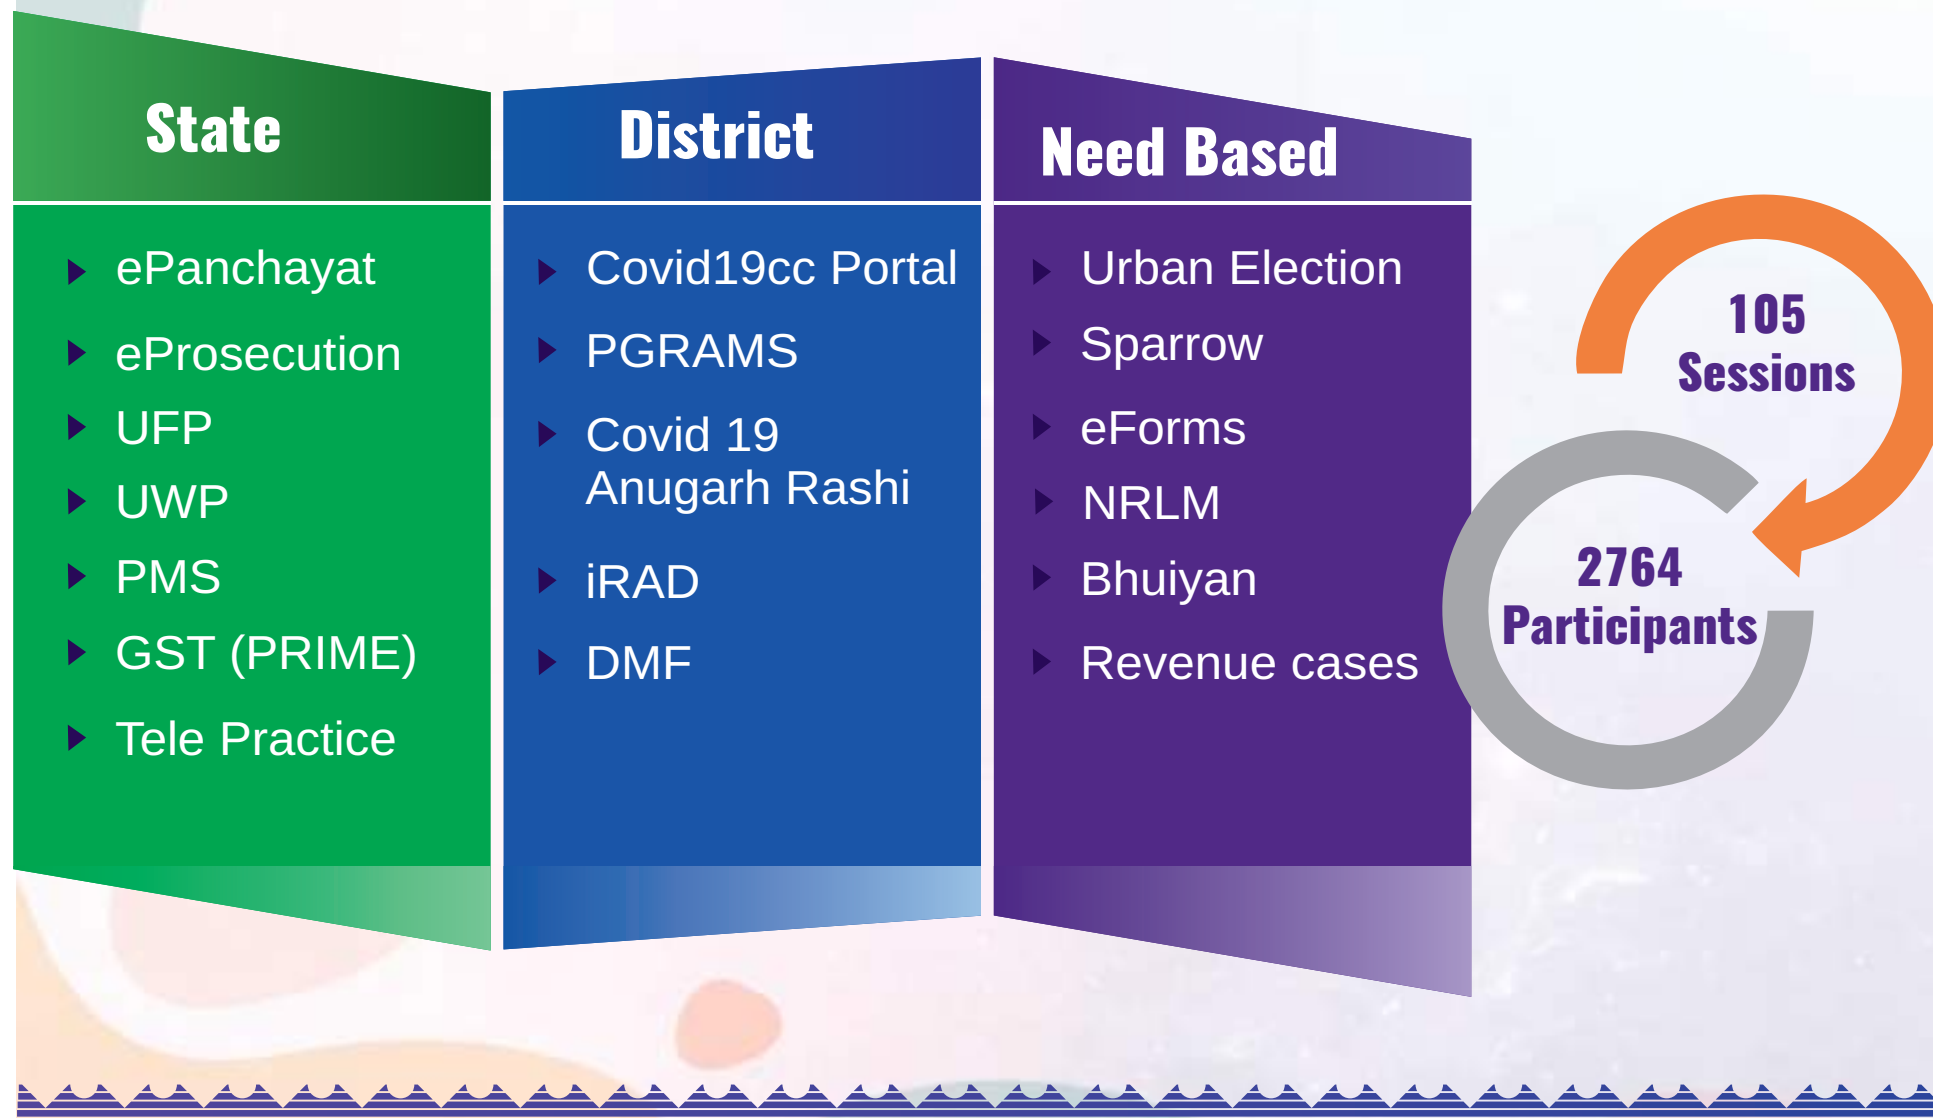 State
ePanchayat
eProsecution
UFP
UWP
PMS
GST (PRIME)
Tele Practice
District
Covid19cc Portal
PGRAMS
Covid 19
Anugarh Rashi
iRAD
DMF
Need Based
Urban Election
Sparrow
eForms
NRLM
Bhuiyan
Revenue cases
105
Sessions
2764
Participants